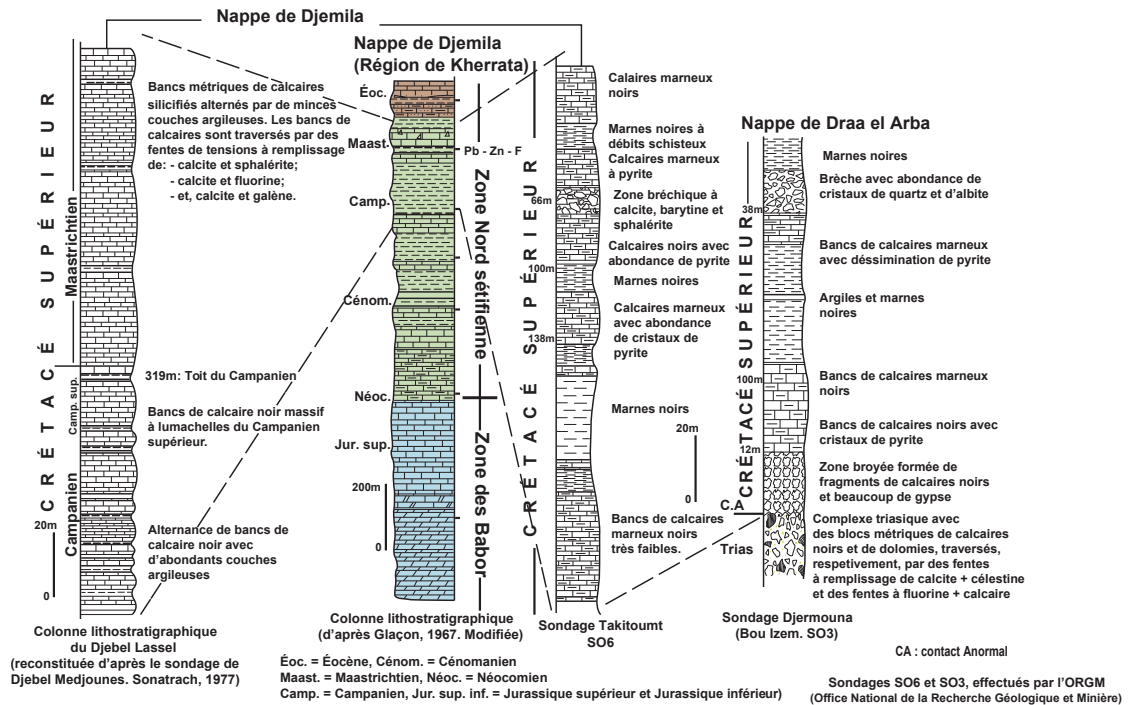 Nappe de Djemila
CRÉTACÉ SUPÉRIEUR
Maastrichtien
Camp. sup.
Campanien
20m
0
Bancs métriques de calcaires
silicifiés alternés par de minces
couches argileuses. Les bancs de
calcaires sont traversés par des
fentes de tensions à remplissage
de: - calcite et sphalérite;
- calcite et fluorine;
- et, calcite et galène.
319m: Toit du Campanien
Bancs de calcaire noir massif
à lumachelles du Campanien
supérieur.
Alternance de bancs de
calcaire noir avec
d'abondants couches
argileuses
Colonne lithostratigraphique
du Djebel Lassel
(reconstituée d'après le sondage de
Djebel Medjounes. Sonatrach, 1977)
Nappe de Djemila
(Région de Kherrata)
Éoc.
Maast.
Camp.
Cénom.
Néoc.
Jur. sup.
200m
0
Pb - Zn - F
Zone Nord sétifienne
Zone des Babor
Colonne lithostratigraphique
(d'après Glaçon, 1967. Modifiée)
CRÉTACÉ SUPÉRIEUR
66m
100m
138m
Calaires marneux
noirs
Marnes noires à
débits schisteux
Calcaires marneux
à pyrite
Zone bréchique à
calcite, barytine et
sphalérite
Calcaires noirs avec
abondance de pyrite
Marnes noires
Calcaires marneux
avec abondance
de cristaux de
pyrite
Marnes noirs
20m
0
Bancs de calcaires
marneux noirs
très faibles.
Sondage Takitoumt
SO6
Nappe de Draa el Arba
CRÉTACÉ SUPÉRIEUR
38m
100m
12m
C.A
Trias
Marnes noires
Brèche avec abondance de
cristaux de quartz et d'albite
Bancs de calcaires marneux
avec déssimination de pyrite
Argiles et marnes
noires
Bancs de calcaires marneux
noirs
Bancs de calcaires noirs avec
cristaux de pyrite
Zone broyée formée de
fragments de calcaires noirs
et beaucoup de gypse
Complexe triasique avec
des blocs métriques de calcaires
noirs et de dolomies, traversés,
respetivement, par des fentes
à remplissage de calcite + célestine
et des fentes à fluorine + calcaire
Sondage Djermouna
(Bou Izem. SO3)
CA : contact Anormal
Éoc. = Éocène, Cénom. = Cénomanien
Maast. = Maastrichtien, Néoc. = Néocomien
Camp. = Campanien, Jur. sup. inf. = Jurassique supérieur et Jurassique inférieur)
Sondages SO6 et SO3, effectués par l'ORGM
(Office National de la Recherche Géologique et Minière)